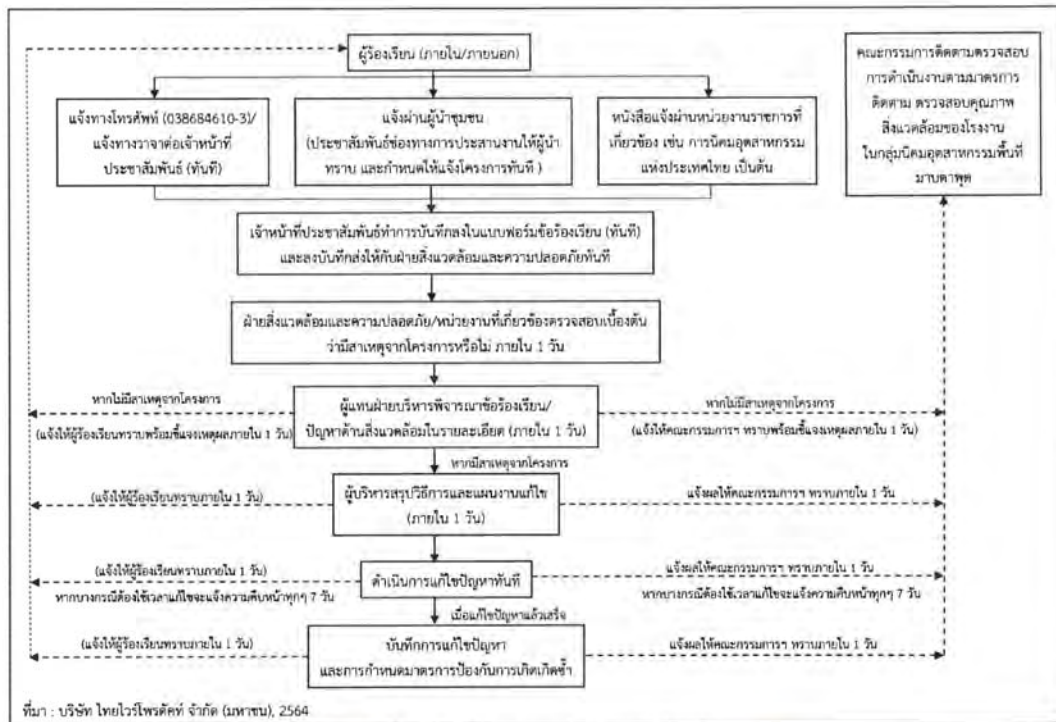 ผู้ร้องเรียน (ภายใน/ภายนอก)
คณะกรรมการติดตามตรวจสอบ
การดำเนินงานตามมาตรการ
ติดตาม ตรวจสอบคุณภาพ
สิ่งแวดล้อมของโรงงาน
ในกลุ่มนิคมอุตสาหกรรมพื้นที่
มาบตาพุด
แจ้งทางโทรศัพท์ (038684610-3)/
แจ้งทางวาจาต่อเจ้าหน้าที่
ประชาสัมพันธ์ (ทันที)
แจ้งผ่านผู้นำชุมชน
(ประชาสัมพันธ์ช่องทางการประสานงานให้ผู้นำ
ทราบ และกำหนดให้แจ้งโครงการทันที )
หนังสือแจ้งผ่านหน่วยงานราชการที่
เกี่ยวข้อง เช่น การนิคมอุตสาหกรรม
แห่งประเทศไทย เป็นต้น
เจ้าหน้าที่ประชาสัมพันธ์ทำการบันทึกลงในแบบฟอร์มข้อร้องเรียน (ทันที)
และลงบันทึกส่งให้กับฝ่ายสิ่งแวดล้อมและความปลอดภัยทันที
ฝ่ายสิ่งแวดล้อมและความปลอดภัย/หน่วยงานที่เกี่ยวข้องตรวจสอบเบื้องต้น
ว่ามีสาเหตุจากโครงการหรือไม่ ภายใน 1 วัน
หากไม่มีสาเหตุจากโครงการ
(แจ้งให้ผู้ร้องเรียนทราบพร้อมชี้แจงเหตุผลภายใน 1 วัน)
ผู้แทนฝ่ายบริหารพิจารณาข้อร้องเรียน/
ปัญหาด้านสิ่งแวดล้อมในรายละเอียด (ภายใน 1 วัน)
หากไม่มีสาเหตุจากโครงการ
(แจ้งให้คณะกรรมการฯ ทราบพร้อมชี้แจงเหตุผลภายใน 1 วัน)
หากมีสาเหตุจากโครงการ
(แจ้งให้ผู้ร้องเรียนทราบภายใน 1 วัน)
ผู้บริหารสรุปวิธีการและแผนงานแก้ไข
(ภายใน 1 วัน)
แจ้งผลให้คณะกรรมการฯ ทราบภายใน 1 วัน
(แจ้งให้ผู้ร้องเรียนทราบภายใน 1 วัน)
หากบางกรณีต้องใช้เวลาแก้ไขจะแจ้งความคืบหน้าทุกๆ 7 วัน
ดำเนินการแก้ไขปัญหาทันที
แจ้งผลให้คณะกรรมการฯ ทราบภายใน 1 วัน
หากบางกรณีต้องใช้เวลาแก้ไขจะแจ้งความคืบหน้าทุกๆ 7 วัน
เมื่อแก้ไขปัญหาแล้วเสร็จ
(แจ้งให้ผู้ร้องเรียนทราบภายใน 1 วัน)
บันทึกการแก้ไขปัญหา
และการกำหนดมาตรการป้องกันการเกิดเกิดซ้ำ
แจ้งผลให้คณะกรรมการฯ ทราบภายใน 1 วัน
ที่มา : บริษัท ไทยไวร์โพรดัคท์ จำกัด (มหาชน), 2564